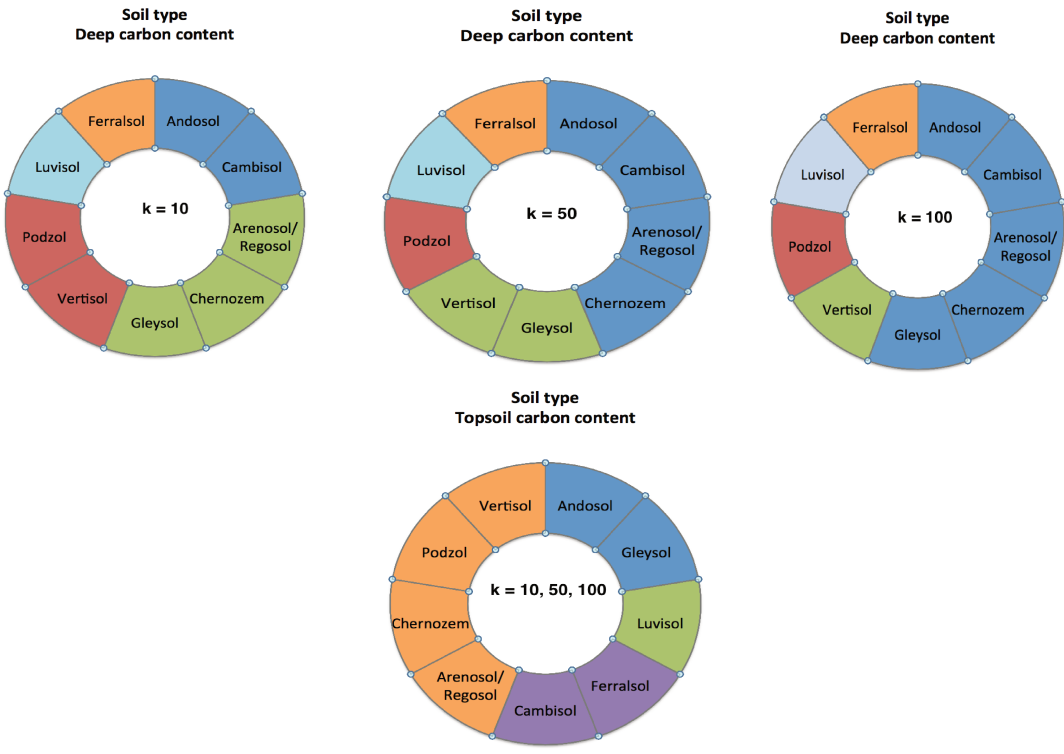 Soil type
Deep carbon content
Ferralsol
Andosol
Luvisol
Cambisol
k = 10
Podzol
Arenosol/
Regosol
Vertisol
Chernozem
Gleysol
Soil type
Deep carbon content
Ferralsol
Andosol
Luvisol
Cambisol
k = 50
Podzol
Arenosol/
Regosol
Vertisol
Chernozem
Gleysol
Soil type
Deep carbon content
Ferralsol
Andosol
Luvisol
Cambisol
k = 100
Podzol
Arenosol/
Regosol
Vertisol
Chernozem
Gleysol
Soil type
Topsoil carbon content
Vertisol
Andosol
Podzol
Gleysol
k = 10, 50, 100
Chernozem
Luvisol
Arenosol/
Regosol
Ferralsol
Cambisol